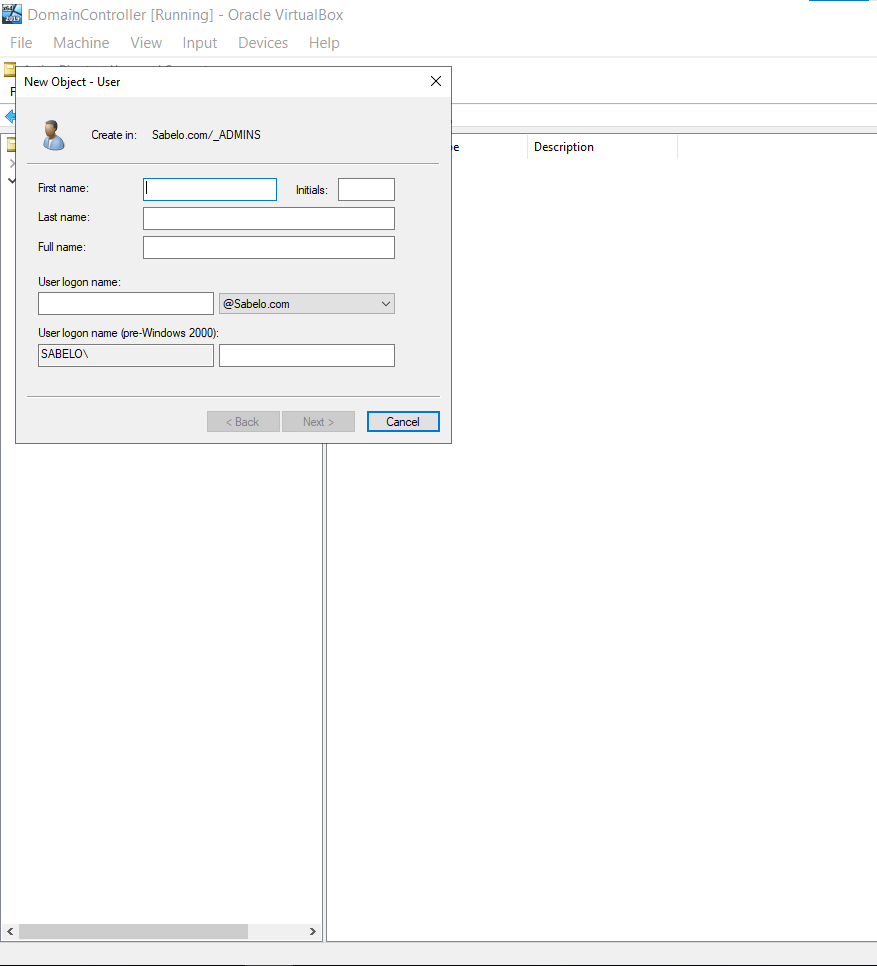 DomainController [Running] - Oracle VirtualBox
File Machine View Input Devices Help
New Object - User
Create in: Sabelo.com/_ADMINS
Description
First name: Initials:
Last name:
Full name:
User logon name:
@Sabelo.com
User logon name (pre-Windows 2000):
SABELO\
< Back Next > Cancel